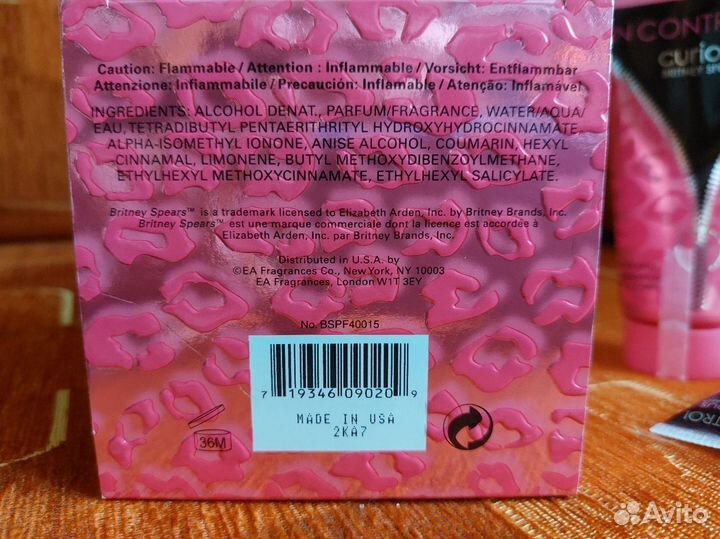 Caution: Flammable / Attention : Inflammable / Vorsicht: Entflammbar
Attenzione: Infiammabile / Precaución: Inflamable / Atenção: Inflamável
INGREDIENTS: ALCOHOL DENAT., PARFUM/FRAGRANCE, WATER/AQUA/
EAU, TETRADIBUTYL PENTAERITHRITYL HYDROXYHYDROCINNAMATE,
ALPHA-ISOMETHYL IONONE, ANISE ALCOHOL, COUMARIN, HEXYL
CINNAMAL, LIMONENE, BUTYL METHOXYDIBENZOYLMETHANE,
ETHYLHEXYL METHOXYCINNAMATE, ETHYLHEXYL SALICYLATE.
Britney Spears™ is a trademark licensed to Elizabeth Arden, Inc. by Britney Brands, Inc.
Britney Spears™ est une marque commerciale dont la licence est accordée à
Elizabeth Arden, Inc. par Britney Brands, Inc.
Distributed in U.S.A. by
©EA Fragrances Co., New York, NY 10003
EA Fragrances, London W1T 3EY
No. BSPF40015
7 19346 09020 9
MADE IN USA
2KA7
36M
N CONT
curio
BRITNEY SP
TROL
Avito